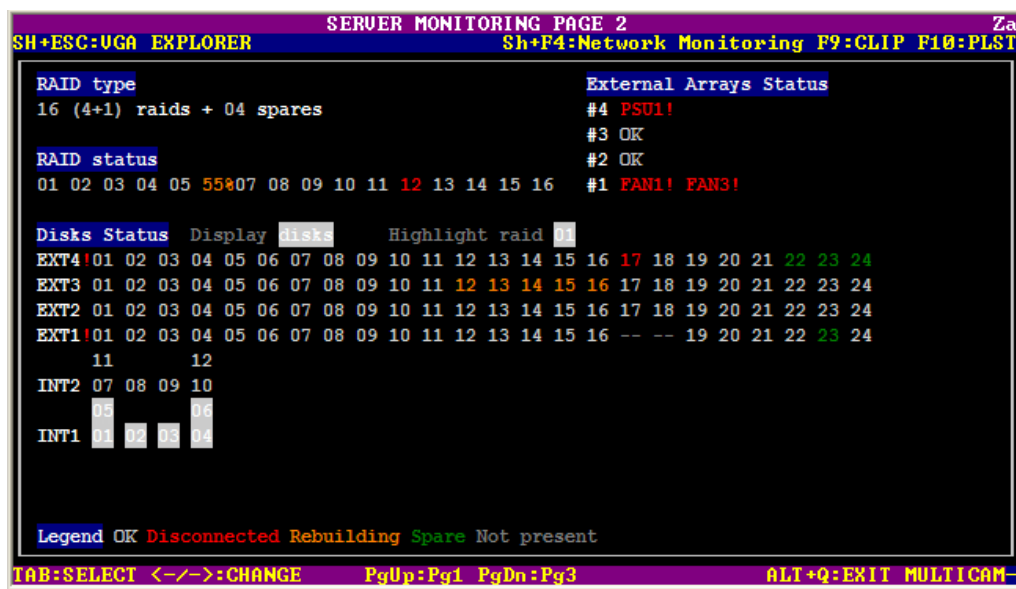 SERVER MONITORING PAGE 2 Za
SH+ESC:VGA EXPLORER Sh+F4:Network Monitoring F9:CLIP F10:PLST
RAID type External Arrays Status
16 (4+1) raids + 04 spares #4 PSU1!
#3 OK
RAID status #2 OK
01 02 03 04 05 55%07 08 09 10 11 12 13 14 15 16 #1 FAN1! FAN3!
Disks Status Display disks Highlight raid 01
EXT4!01 02 03 04 05 06 07 08 09 10 11 12 13 14 15 16 17 18 19 20 21 22 23 24
EXT3 01 02 03 04 05 06 07 08 09 10 11 12 13 14 15 16 17 18 19 20 21 22 23 24
EXT2 01 02 03 04 05 06 07 08 09 10 11 12 13 14 15 16 17 18 19 20 21 22 23 24
EXT1!01 02 03 04 05 06 07 08 09 10 11 12 13 14 15 16 -- -- 19 20 21 22 23 24
11 12
INT2 07 08 09 10
05 06
INT1 01 02 03 04
Legend OK Disconnected Rebuilding Spare Not present
TAB:SELECT <-/->:CHANGE PgUp:Pg1 PgDn:Pg3 ALT+Q:EXIT MULTICAM-